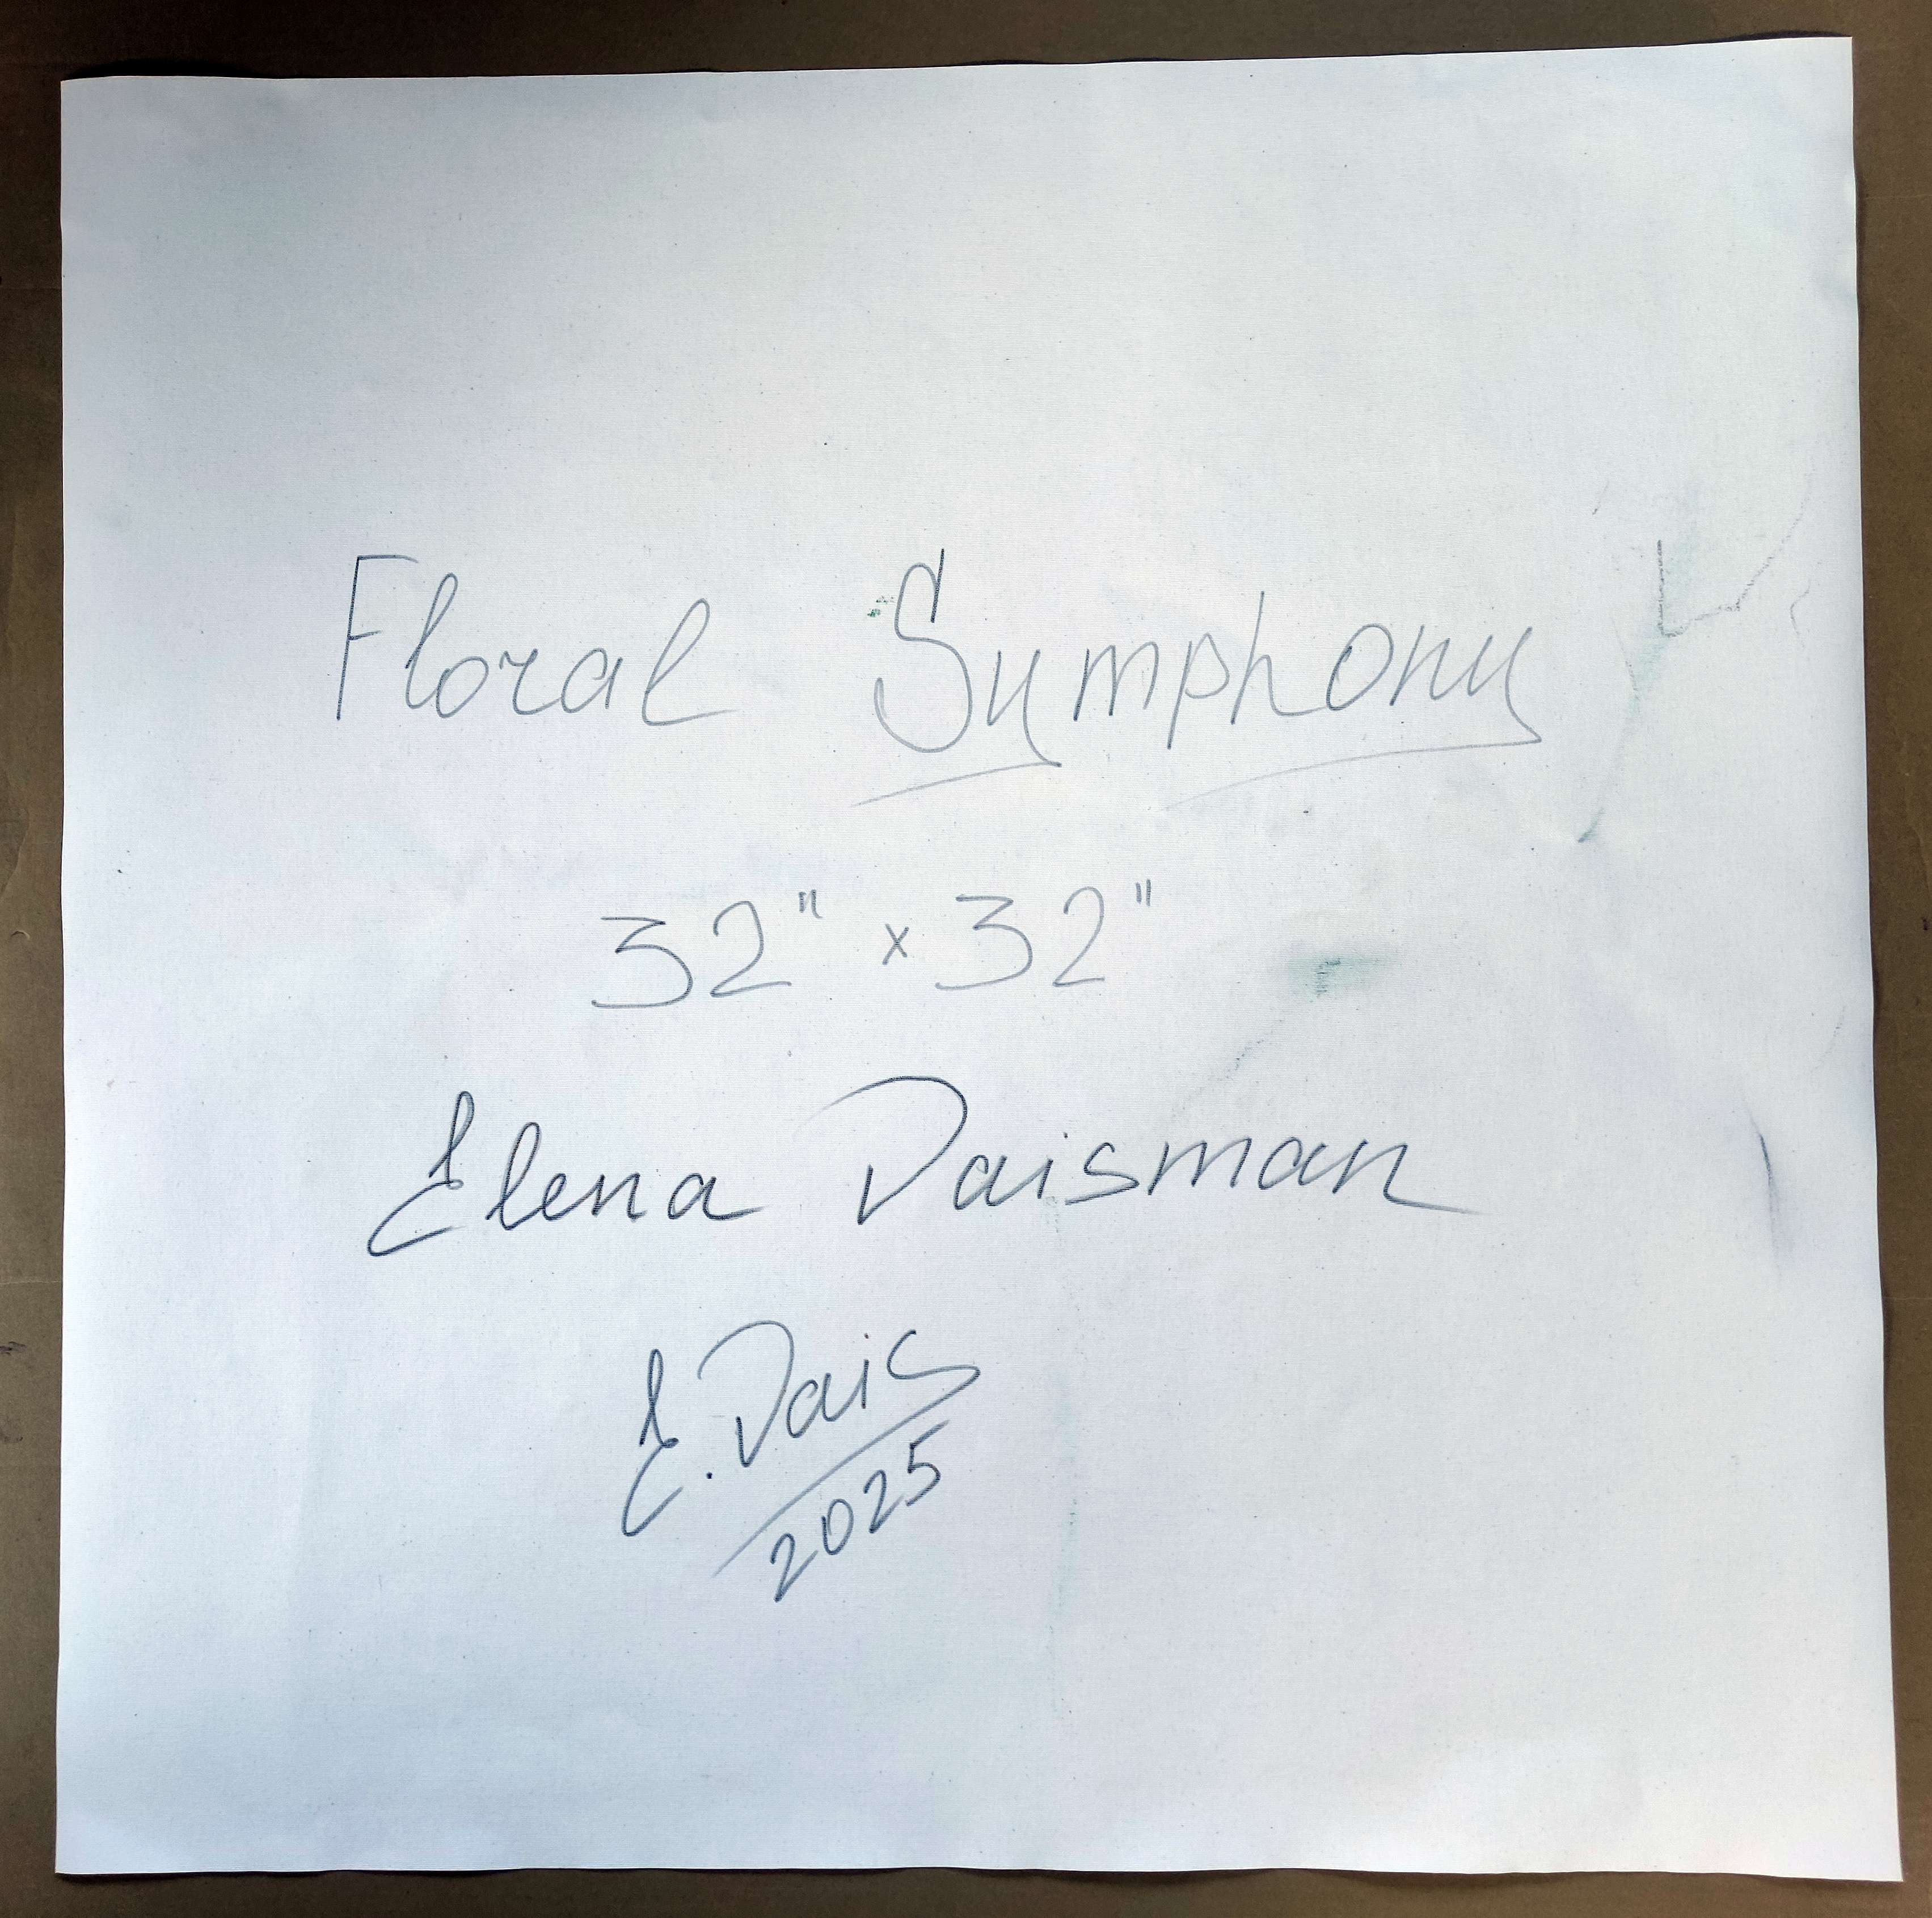 Floral Symphony
32" x 32"
Elena Daisman
E. Dais
2025